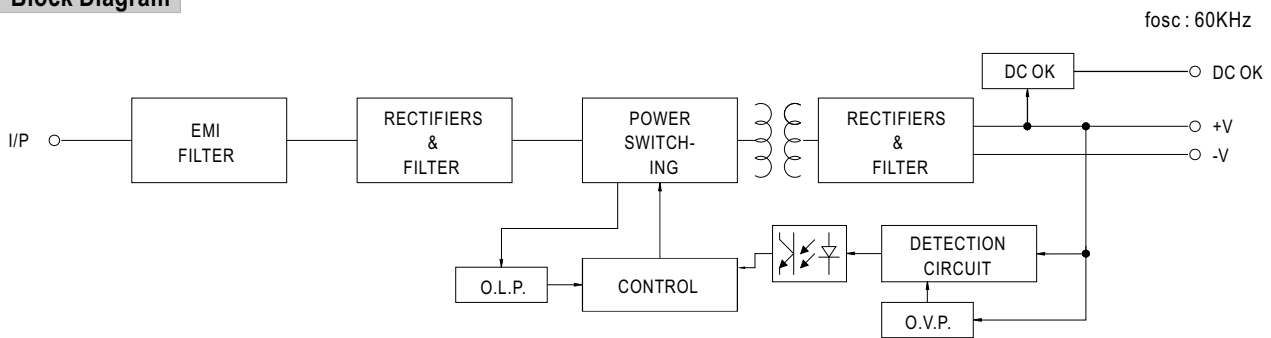 Block Diagram
fosc : 60KHz
I/P
EMI
FILTER
RECTIFIERS
&
FILTER
POWER
SWITCH-
ING
RECTIFIERS
&
FILTER
DC OK
DC OK
+V
-V
O.L.P.
CONTROL
DETECTION
CIRCUIT
O.V.P.